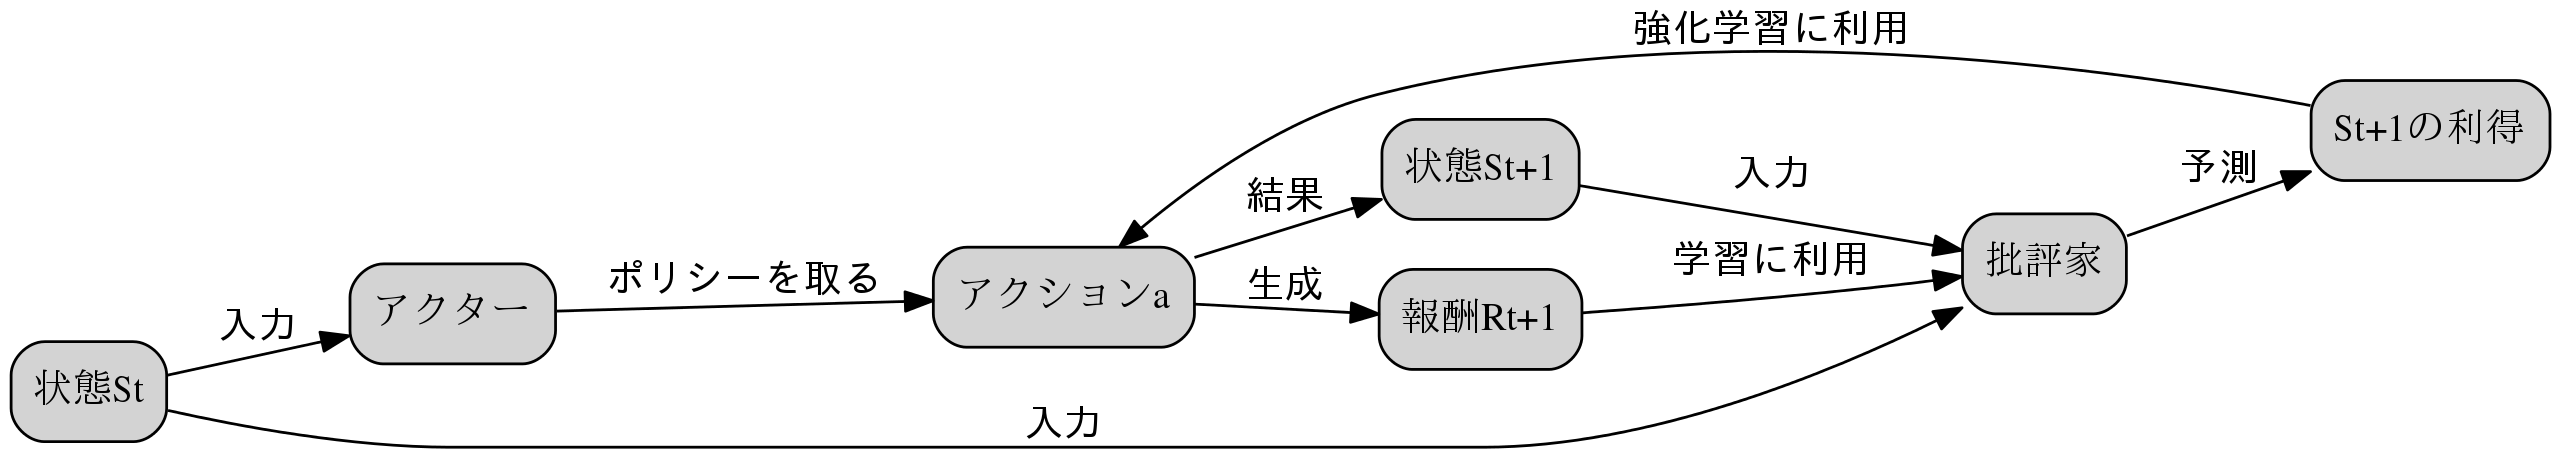 強化学習に利用
St+1の利得
状態St+1
入力
予測
結果
批評家
学習に利用
アクションa
ポリシーを取る
生成
報酬Rt+1
アクター
入力
状態St
入力